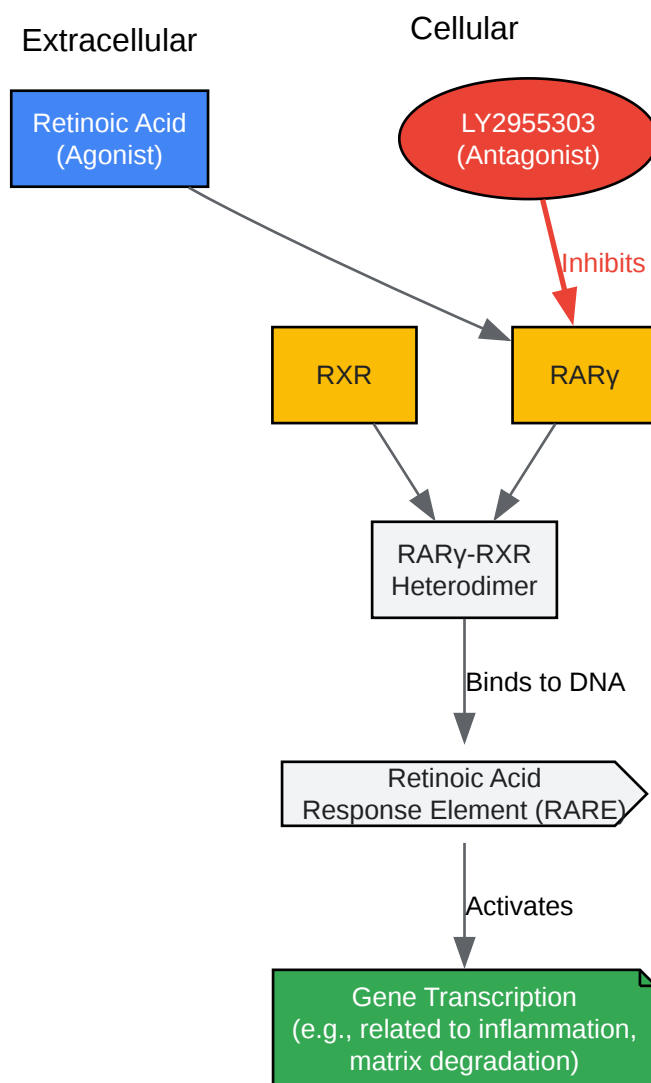 Extracellular
Cellular
Retinoic Acid
(Agonist)
LY2955303
(Antagonist)
Inhibits
RXR
RARγ
RARγ-RXR
Heterodimer
Binds to DNA
Retinoic Acid
Response Element (RARE)
Activates
Gene Transcription
(e.g., related to inflammation,
matrix degradation)